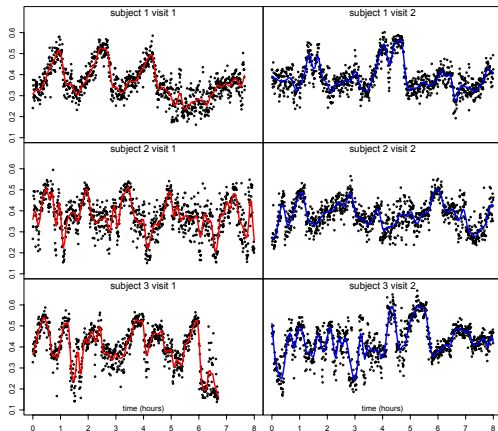 subject 1 visit 1
subject 1 visit 2
0.1 0.2 0.3 0.4 0.5 0.6
subject 2 visit 1
subject 2 visit 2
0.1 0.2 0.3 0.4 0.5 0.6
subject 3 visit 1
subject 3 visit 2
0.1 0.2 0.3 0.4 0.5 0.6
time (hours)
time (hours)
0 1 2 3 4 5 6 7 8
0 1 2 3 4 5 6 7 8